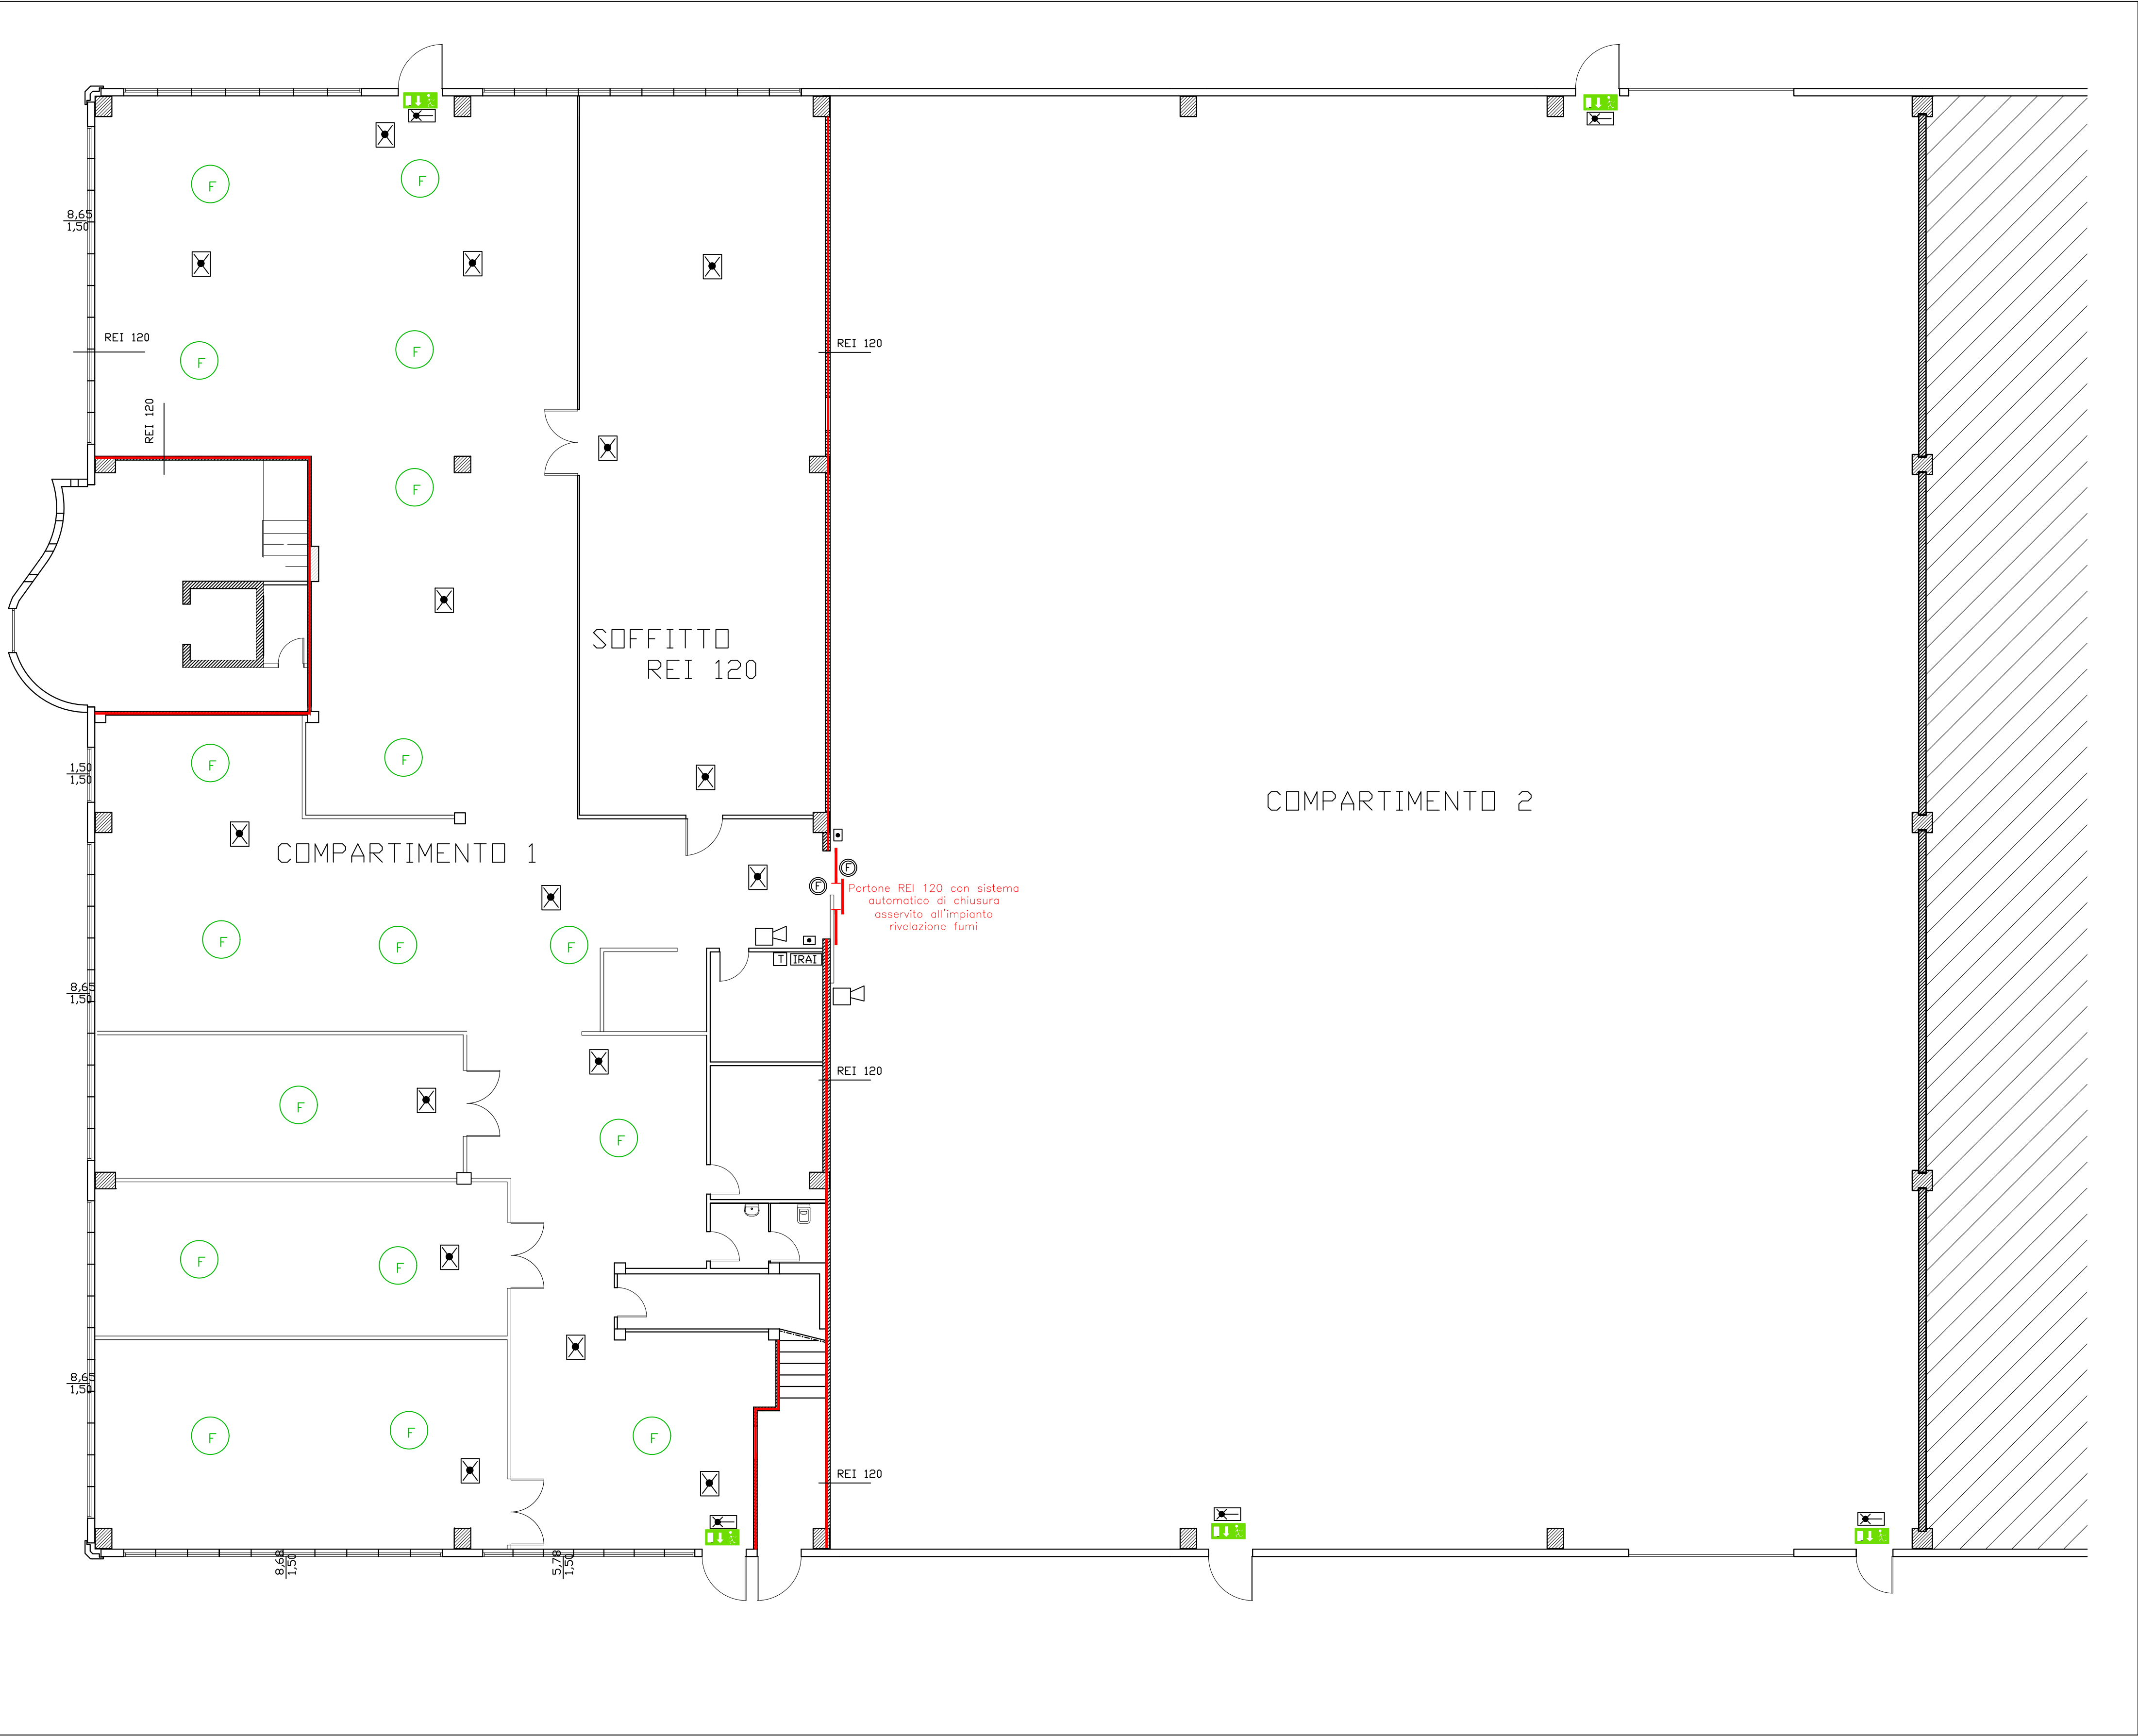 F
F
8,65
1,50
REI 120
REI 120
F
F
REI 120
F
SOFFITTO
REI 120
F
F
1,50
1,50
COMPARTIMENTO 2
COMPARTIMENTO 1
F
F
Portone REI 120 con sistema
automatico di chiusura
asservito all'impianto
rivelazione fumi
F
F
F
T IRAI
8,65
1,50
REI 120
F
F
F
F
8,65
1,50
F
F
F
REI 120
8,68
1,50
5,78
1,50